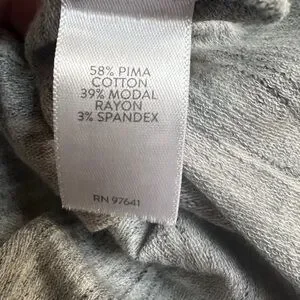 58% PIMA
COTTON
39% MODAL
RAYON
3% SPANDEX
RN 97641